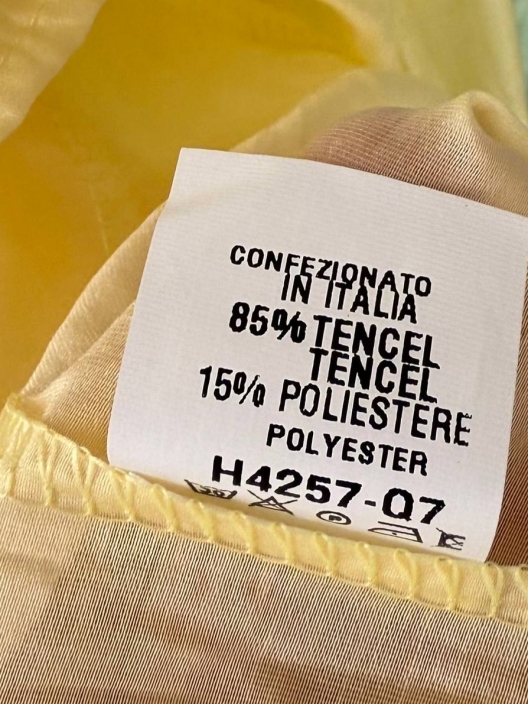 CONFEZIONATO
IN ITALIA
85% TENCEL
TENCEL
15% POLIESTERE
POLYESTER
H4257-07